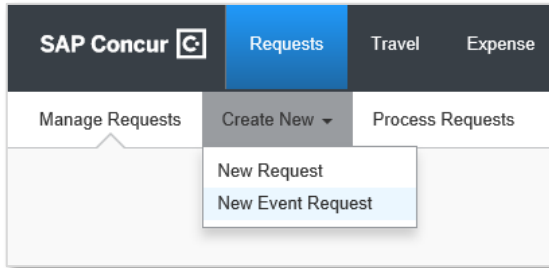 SAP Concur C Requests Travel Expense
Manage Requests Create New Process Requests
New Request
New Event Request